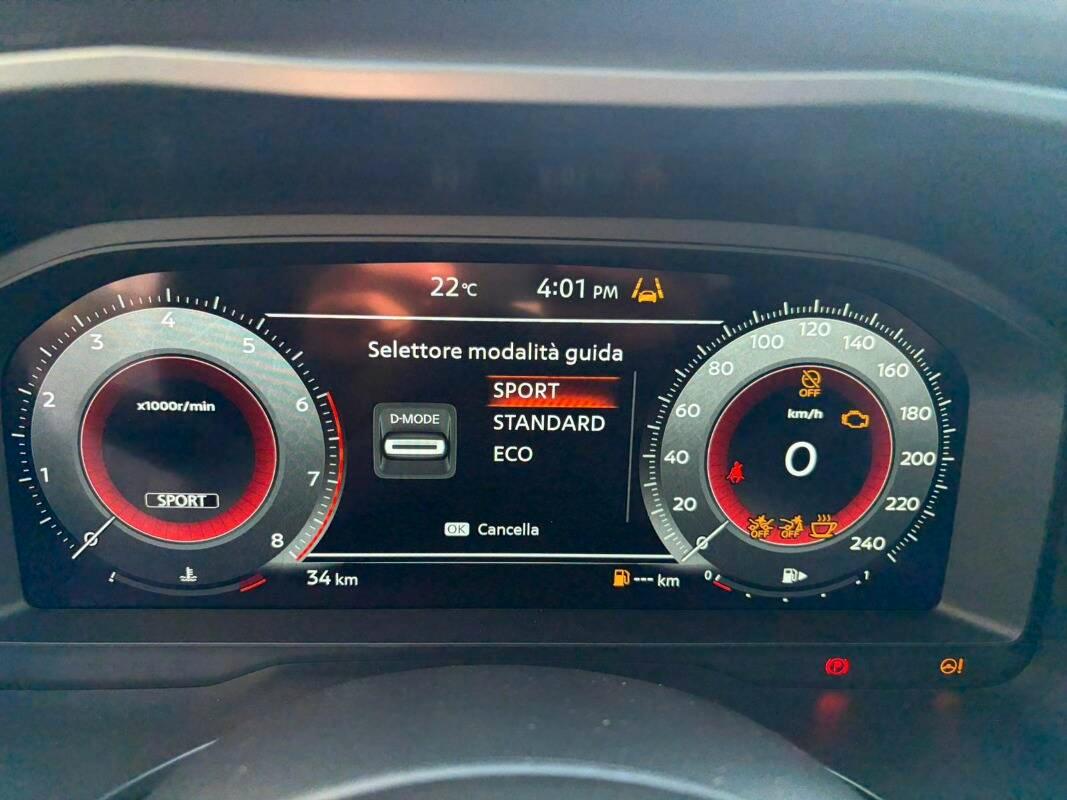 22°C 4:01 PM
Selettore modalità guida
SPORT
STANDARD
ECO
D-MODE
OK Cancella
0
1
2
3
4
5
6
7
8
x1000r/min
SPORT
0
20
40
60
80
100
120
140
160
180
200
220
240
OFF
km/h
0
OFF
OFF
34 km
--- km
0
1
P
!